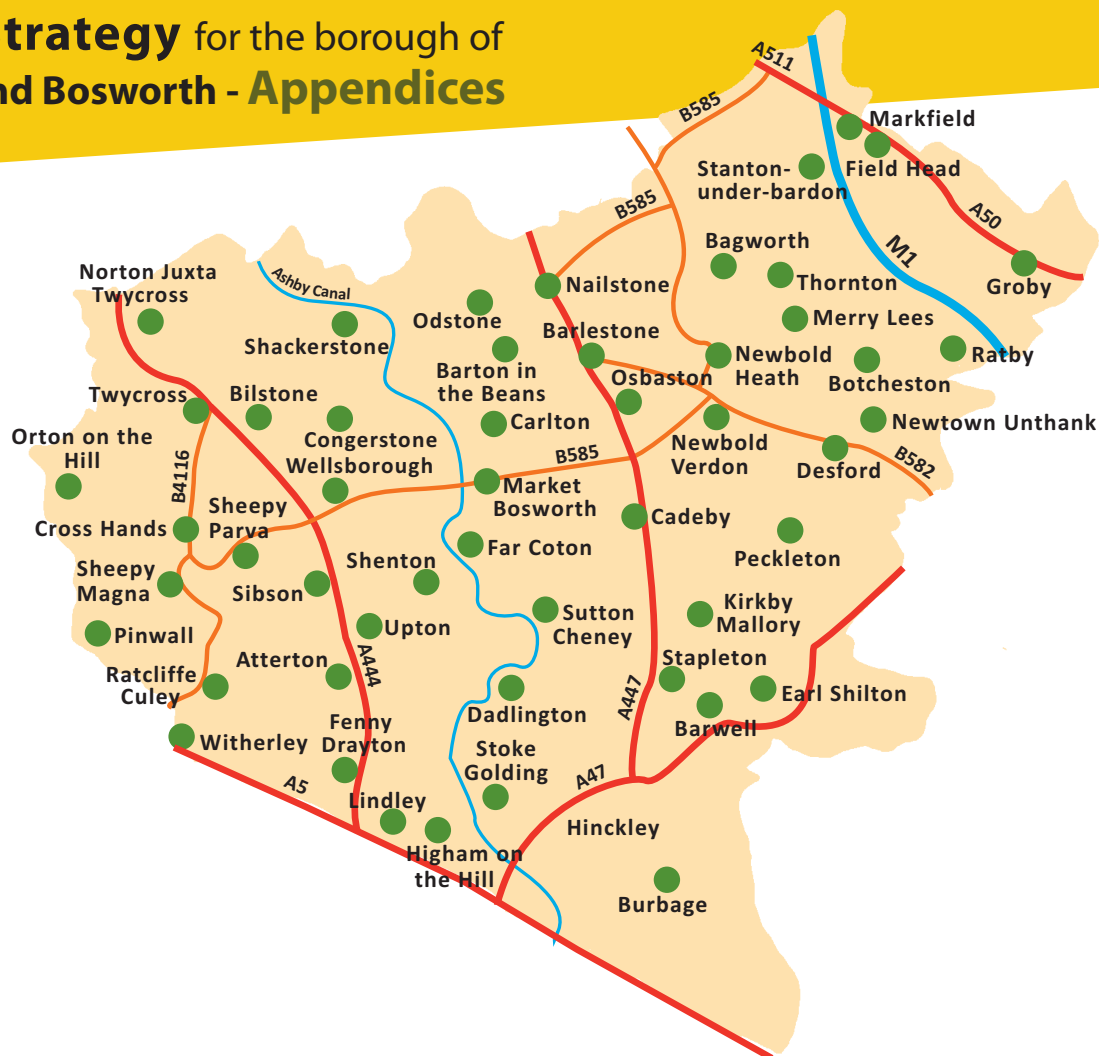 trategy for the borough of
nd Bosworth - Appendices
A511
B585
Markfield
Field Head
Stanton-
under-bardon
B585
A50
Bagworth
M1
Groby
Norton Juxta
Twycross
Ashby Canal
Nailstone
Thornton
Odstone
Barlestone
Merry Lees
Shackerstone
Newbold
Heath
Ratby
Barton in
the Beans
Osbaston
Botcheston
Twycross
Bilstone
Carlton
Newtown Unthank
Orton on the
Hill
Congerstone
Newbold
Verdon
Wellsborough
B585
Desford
B582
B4116
Market
Bosworth
Sheepy
Parva
Cross Hands
Cadeby
Far Coton
Peckleton
Sheepy
Magna
Shenton
Sibson
Kirkby
Mallory
Sutton
Cheney
Pinwall
Upton
Atterton
A444
Stapleton
Ratcliffe
Culey
Earl Shilton
A447
Dadlington
Barwell
Fenny
Drayton
Witherley
Stoke
Golding
A5
A47
Lindley
Hinckley
Higham on
the Hill
Burbage